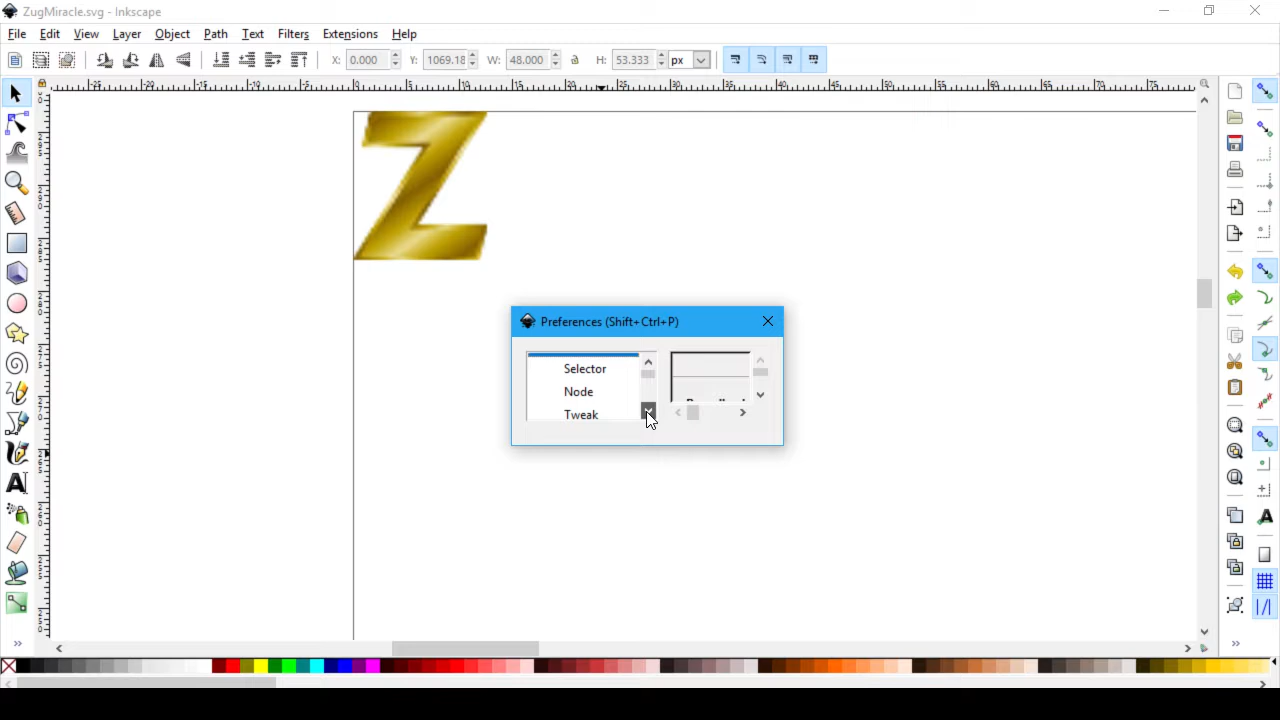 ZugMiracle.svg - Inkscape
File Edit View Layer Object Path Text Filters Extensions Help
X: 0.000 Y: 1069.18 W: 48.000 H: 53.333 px
Z
Preferences (Shift+Ctrl+P)
Selector
Node
Tweak